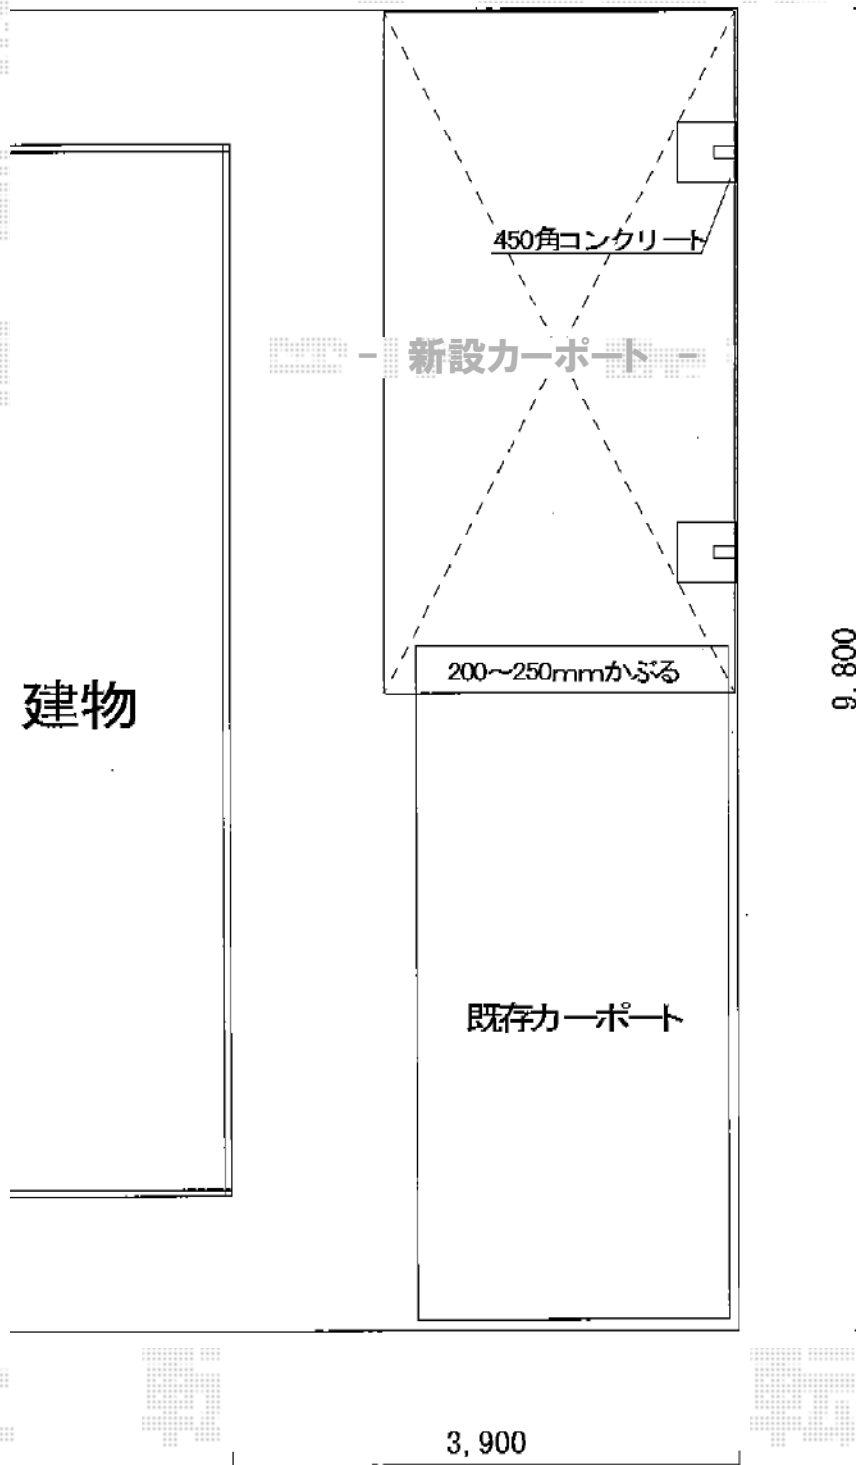 450角コンクリート
- 新設カーポート -
200～250mmかぶる
建物
9,800
既存カーポート
3,900